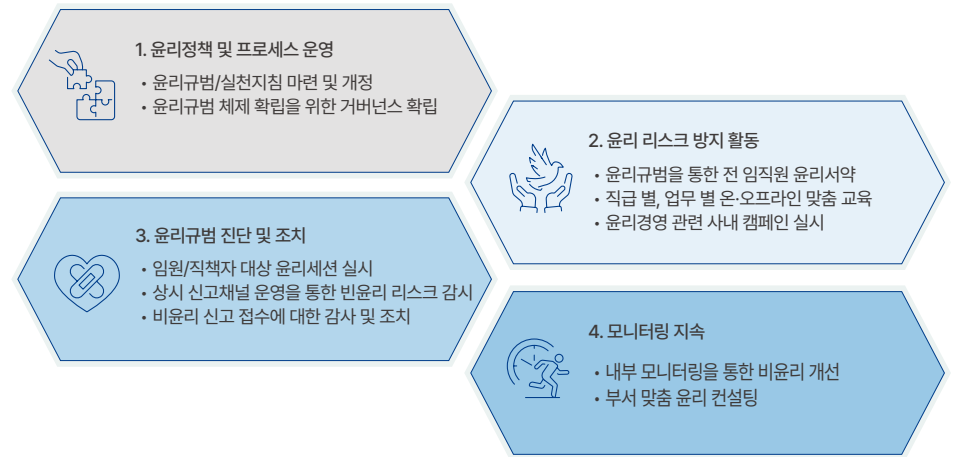 1. 윤리정책 및 프로세스 운영
• 윤리규범/실천지침 마련 및 개정
• 윤리규범 체제 확립을 위한 거버넌스 확립
2. 윤리 리스크 방지 활동
• 윤리규범을 통한 전 임직원 윤리서약
• 직급 별, 업무 별 온·오프라인 맞춤 교육
• 윤리경영 관련 사내 캠페인 실시
3. 윤리규범 진단 및 조치
• 임원/직책자 대상 윤리세션 실시
• 상시 신고채널 운영을 통한 빈윤리 리스크 감시
• 비윤리 신고 접수에 대한 감사 및 조치
4. 모니터링 지속
• 내부 모니터링을 통한 비윤리 개선
• 부서 맞춤 윤리 컨설팅